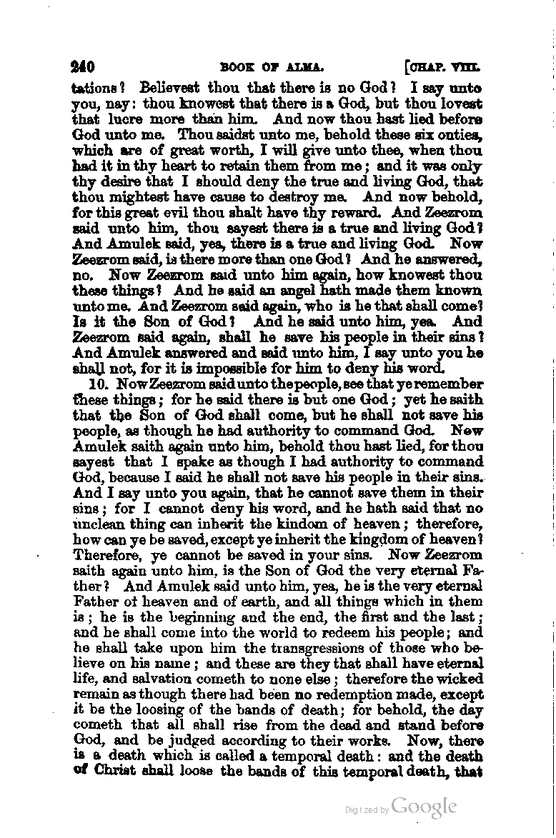 240 BOOK OF ALMA. [CHAP. VIII.
tations? Believest thou that there is no God? I say unto
you, nay: thou knowest that there is a God, but thou lovest
that lucre more than him. And now thou hast lied before
God unto me. Thou saidst unto me, behold these six onties,
which are of great worth, I will give unto thee, when thou
had it in thy heart to retain them from me; and it was only
thy desire that I should deny the true and living God, that
thou mightest have cause to destroy me. And now behold,
for this great evil thou shalt have thy reward. And Zeezrom
said unto him, thou sayest there is a true and living God?
And Amulek said, yea, there is a true and living God. Now
Zeezrom said, is there more than one God? And he answered,
no. Now Zeezrom said unto him again, how knowest thou
these things? And he said an angel hath made them known
unto me. And Zeezrom said again, who is he that shall come?
Is it the Son of God? And he said unto him, yea. And
Zeezrom said again, shall he save his people in their sins?
And Amulek answered and said unto him, I say unto you he
shall not, for it is impossible for him to deny his word.
10. Now Zeezrom said unto the people, see that ye remember
these things; for he said there is but one God; yet he saith
that the Son of God shall come, but he shall not save his
people, as though he had authority to command God. Now
Amulek saith again unto him, behold thou hast lied, for thou
sayest that I spake as though I had authority to command
God, because I said he shall not save his people in their sins.
And I say unto you again, that he cannot save them in their
sins; for I cannot deny his word, and he hath said that no
unclean thing can inherit the kindom of heaven; therefore,
how can ye be saved, except ye inherit the kingdom of heaven?
Therefore, ye cannot be saved in your sins. Now Zeezrom
saith again unto him, is the Son of God the very eternal Fa-
ther? And Amulek said unto him, yea, he is the very eternal
Father of heaven and of earth, and all things which in them
is; he is the beginning and the end, the first and the last;
and he shall come into the world to redeem his people; and
he shall take upon him the transgressions of those who be-
lieve on his name; and these are they that shall have eternal
life, and salvation cometh to none else; therefore the wicked
remain as though there had been no redemption made, except
it be the loosing of the bands of death; for behold, the day
cometh that all shall rise from the dead and stand before
God, and be judged according to their works. Now, there
is a death which is called a temporal death: and the death
of Christ shall loose the bands of this temporal death, that
Digitized by Google